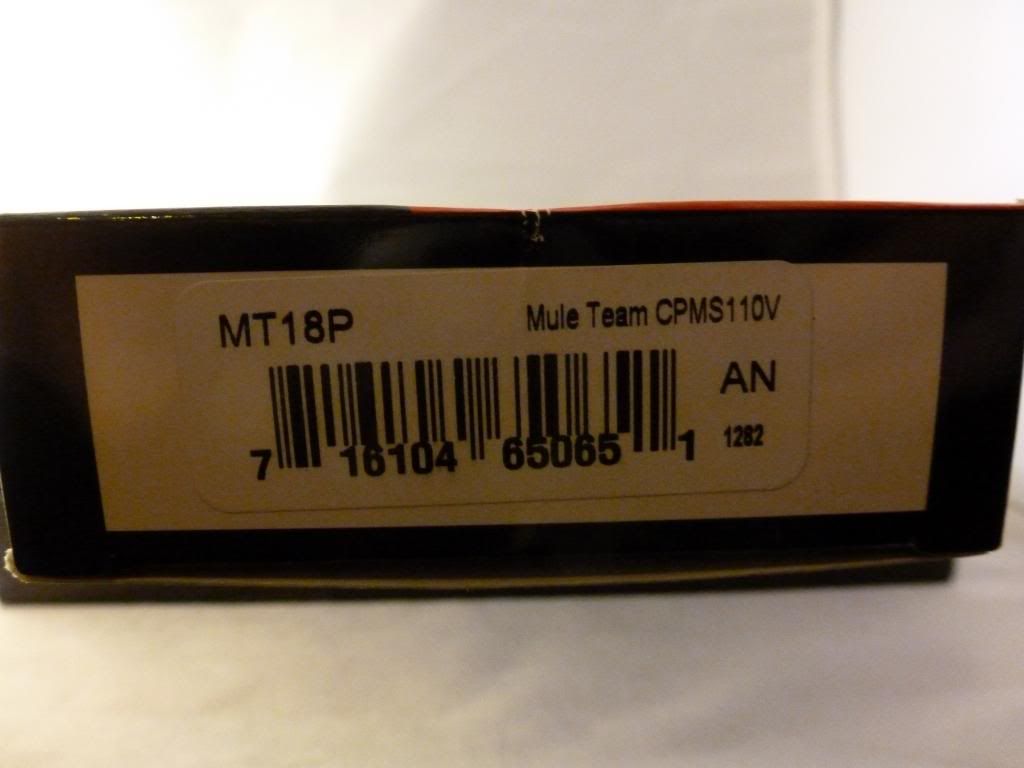 MT18P
Mule Team CPMS110V
AN
7 16104 65065 1
1282